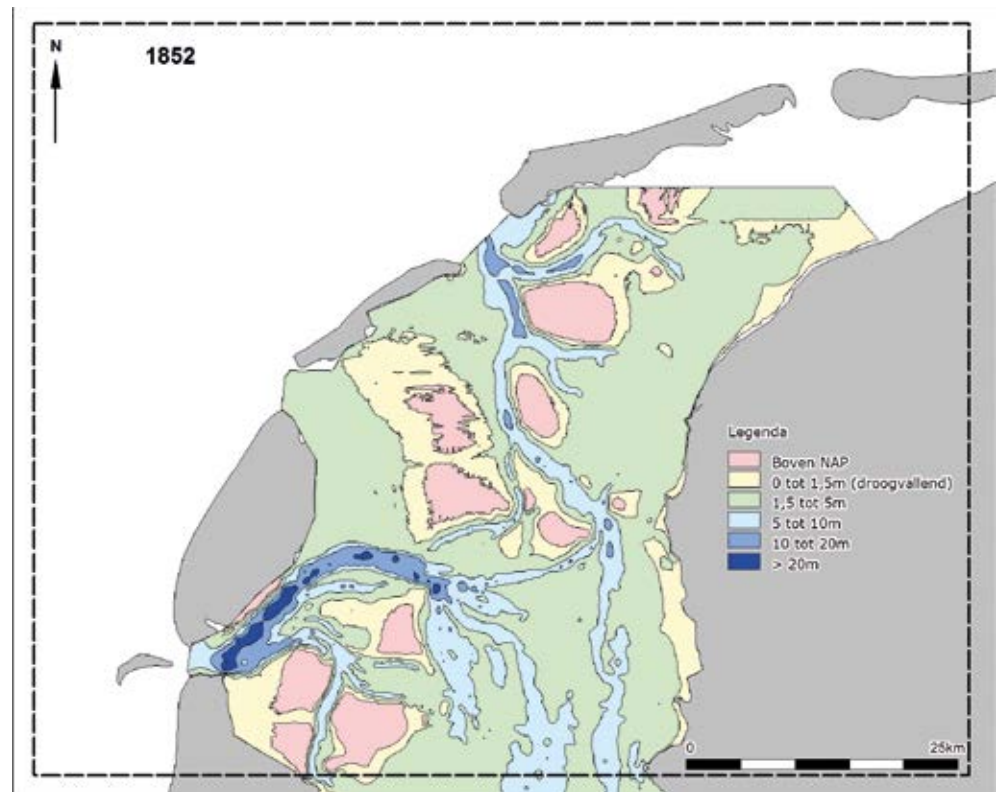 1852
N
Legenda
Boven NAP
0 tot 1,5m (droogvallend)
1,5 tot 5m
5 tot 10m
10 tot 20m
> 20m
0 25km